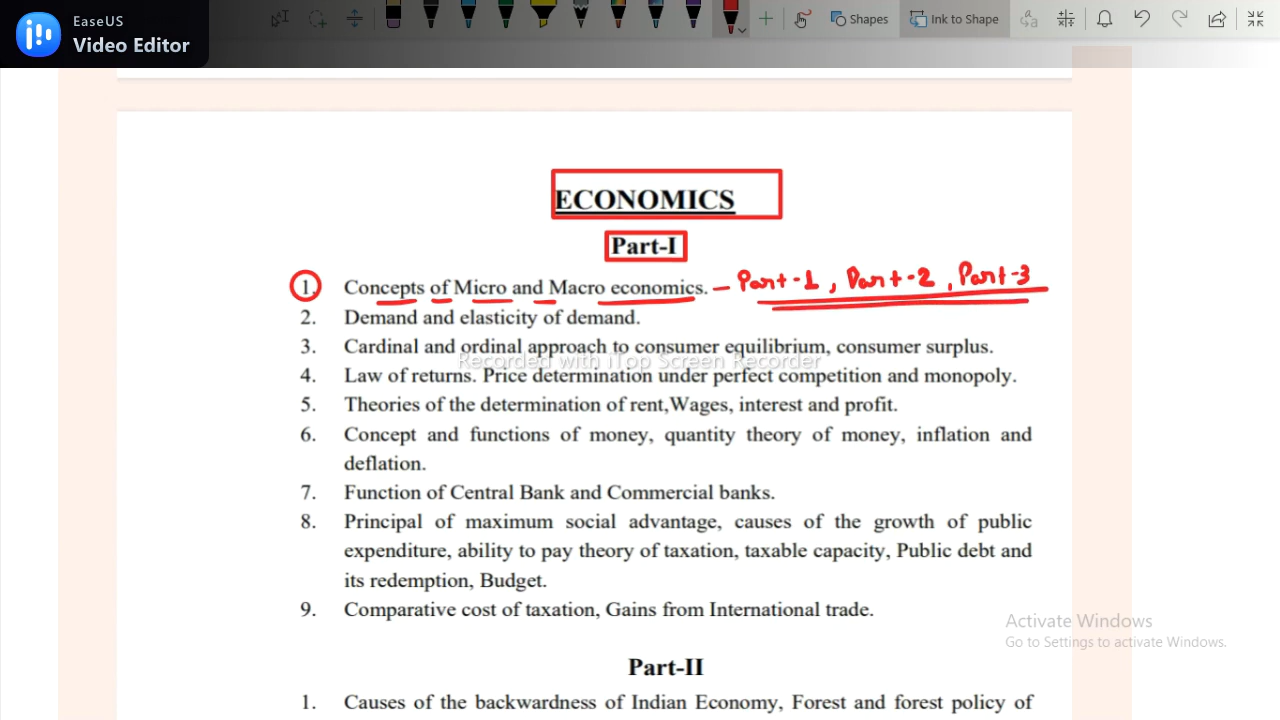 EaseUS
Video Editor
Shapes
Ink to Shape
ECONOMICS
Part-I
1. Concepts of Micro and Macro economics. – Part-1, Part-2, Part-3
2. Demand and elasticity of demand.
3. Cardinal and ordinal approach to consumer equilibrium, consumer surplus.
Recorded with iTop Screen Recorder
4. Law of returns. Price determination under perfect competition and monopoly.
5. Theories of the determination of rent,Wages, interest and profit.
6. Concept and functions of money, quantity theory of money, inflation and
deflation.
7. Function of Central Bank and Commercial banks.
8. Principal of maximum social advantage, causes of the growth of public
expenditure, ability to pay theory of taxation, taxable capacity, Public debt and
its redemption, Budget.
9. Comparative cost of taxation, Gains from International trade.
Activate Windows
Go to Settings to activate Windows.
Part-II
1. Causes of the backwardness of Indian Economy, Forest and forest policy of